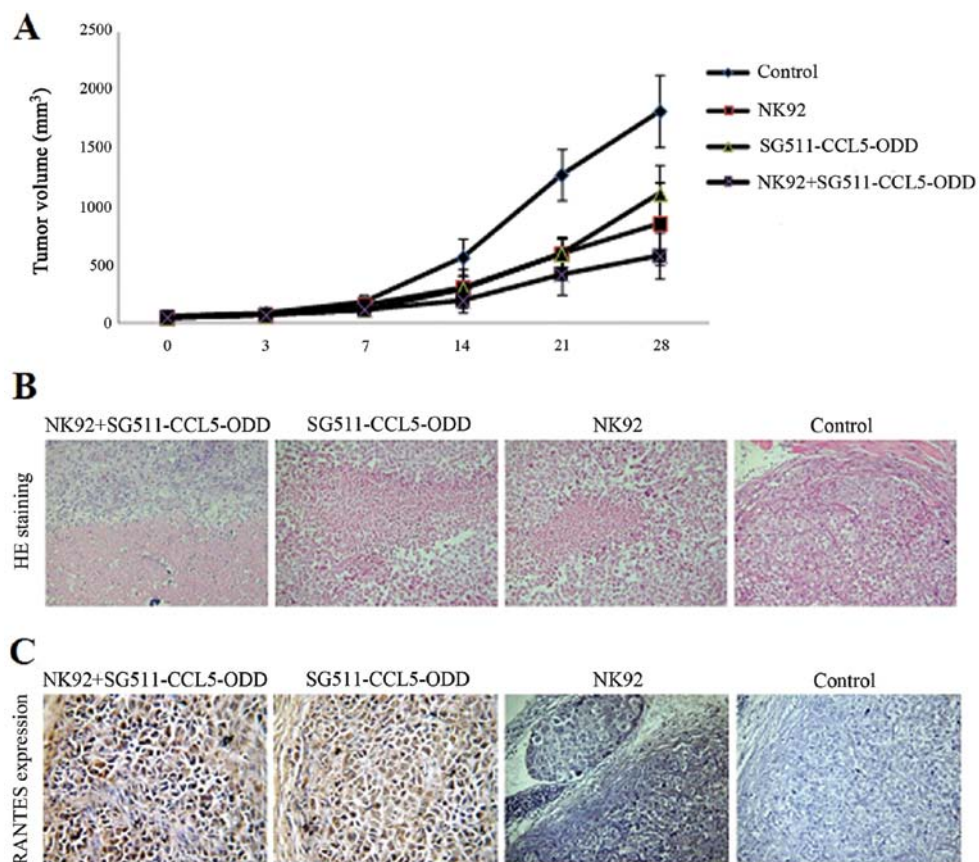 A
2500
2000
1500
1000
500
0
Tumor volume (mm³)
0 3 7 14 21 28
Control
NK92
SG511-CCL5-ODD
NK92+SG511-CCL5-ODD
B
NK92+SG511-CCL5-ODD SG511-CCL5-ODD NK92 Control
HE staining
C
NK92+SG511-CCL5-ODD SG511-CCL5-ODD NK92 Control
RANTES expression